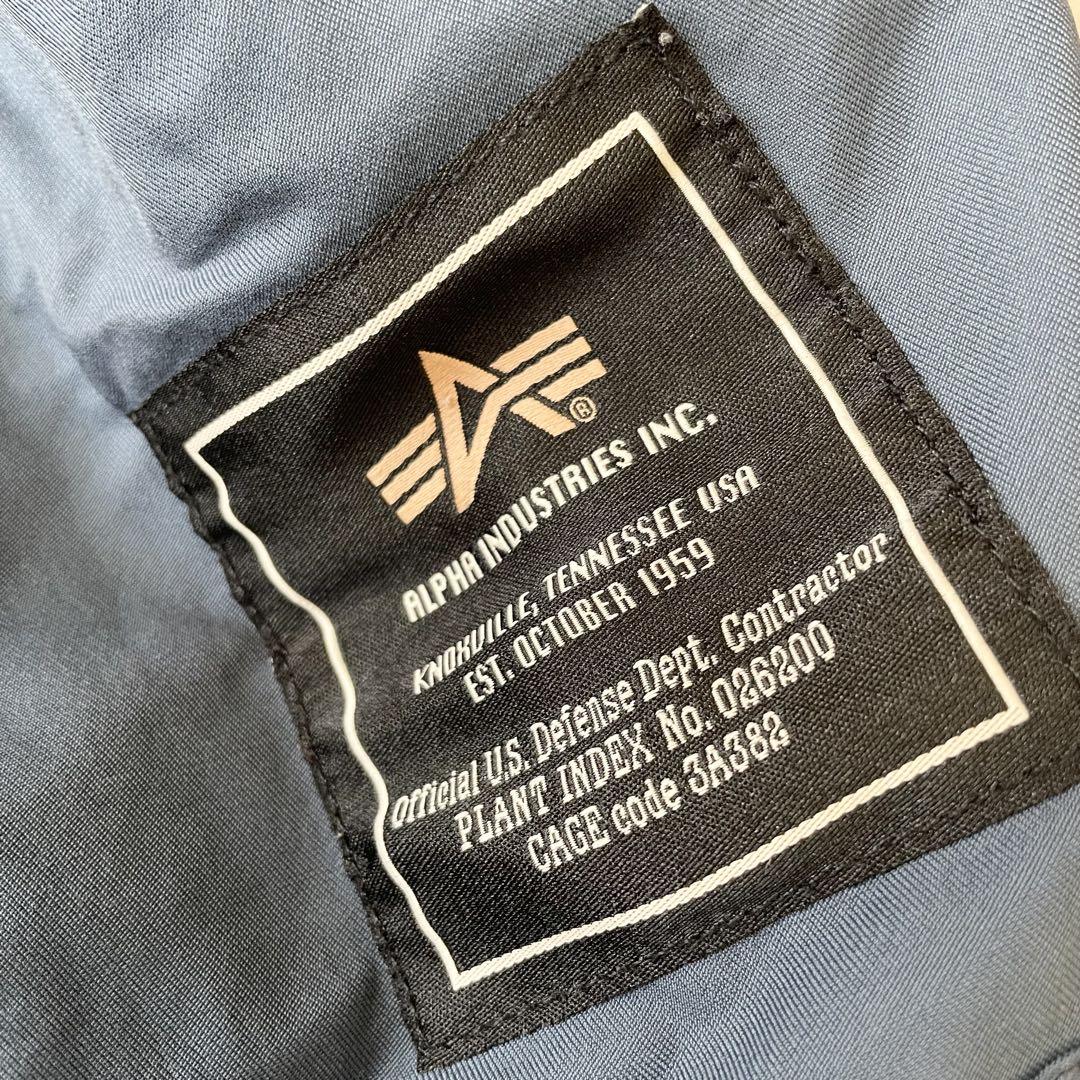 ®
ALPHA INDUSTRIES INC.
KNOXVILLE, TENNESSEE USA
EST. OCTOBER 1959
Official U.S. Defense Dept. Contractor
PLANT INDEX No. 026200
CAGE code 3A382